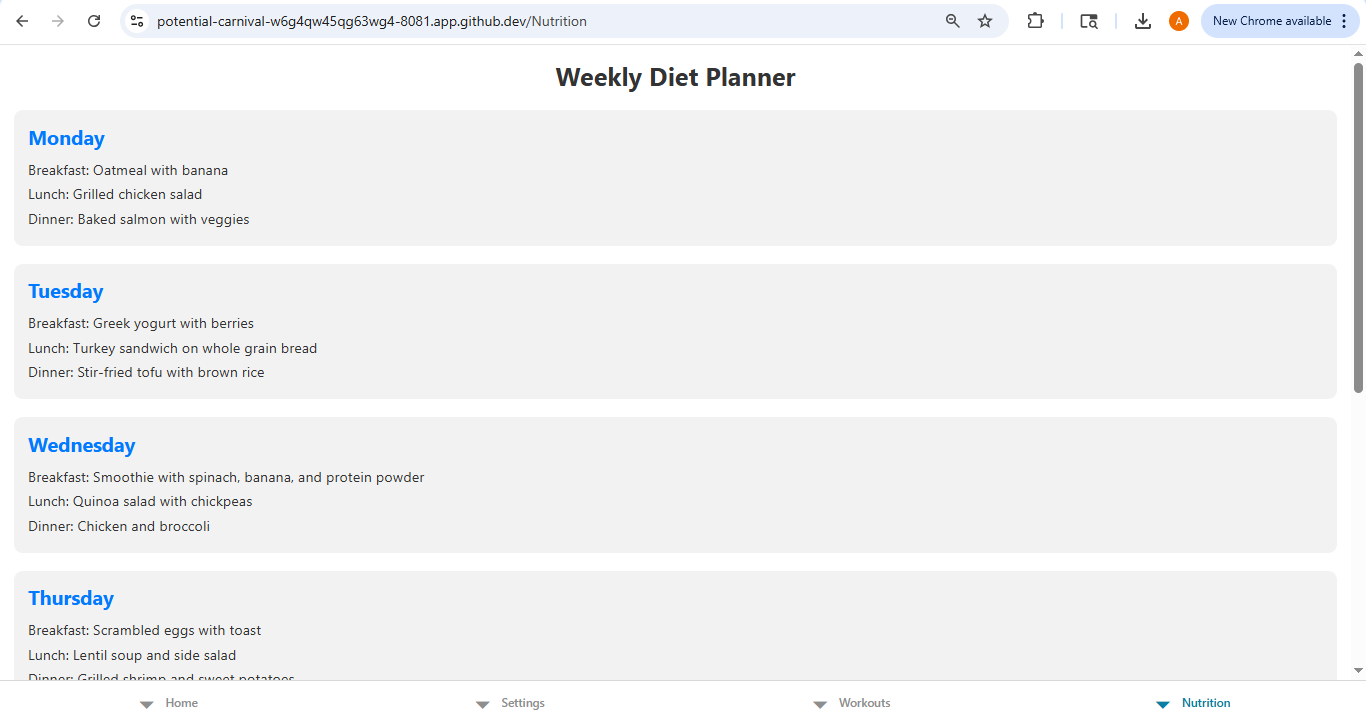 potential-carnival-w6g4qw45qg63wg4-8081.app.github.dev/Nutrition
A
New Chrome available
Weekly Diet Planner
Monday
Breakfast: Oatmeal with banana
Lunch: Grilled chicken salad
Dinner: Baked salmon with veggies
Tuesday
Breakfast: Greek yogurt with berries
Lunch: Turkey sandwich on whole grain bread
Dinner: Stir-fried tofu with brown rice
Wednesday
Breakfast: Smoothie with spinach, banana, and protein powder
Lunch: Quinoa salad with chickpeas
Dinner: Chicken and broccoli
Thursday
Breakfast: Scrambled eggs with toast
Lunch: Lentil soup and side salad
Dinner: Grilled shrimp and sweet potatoes
Home
Settings
Workouts
Nutrition